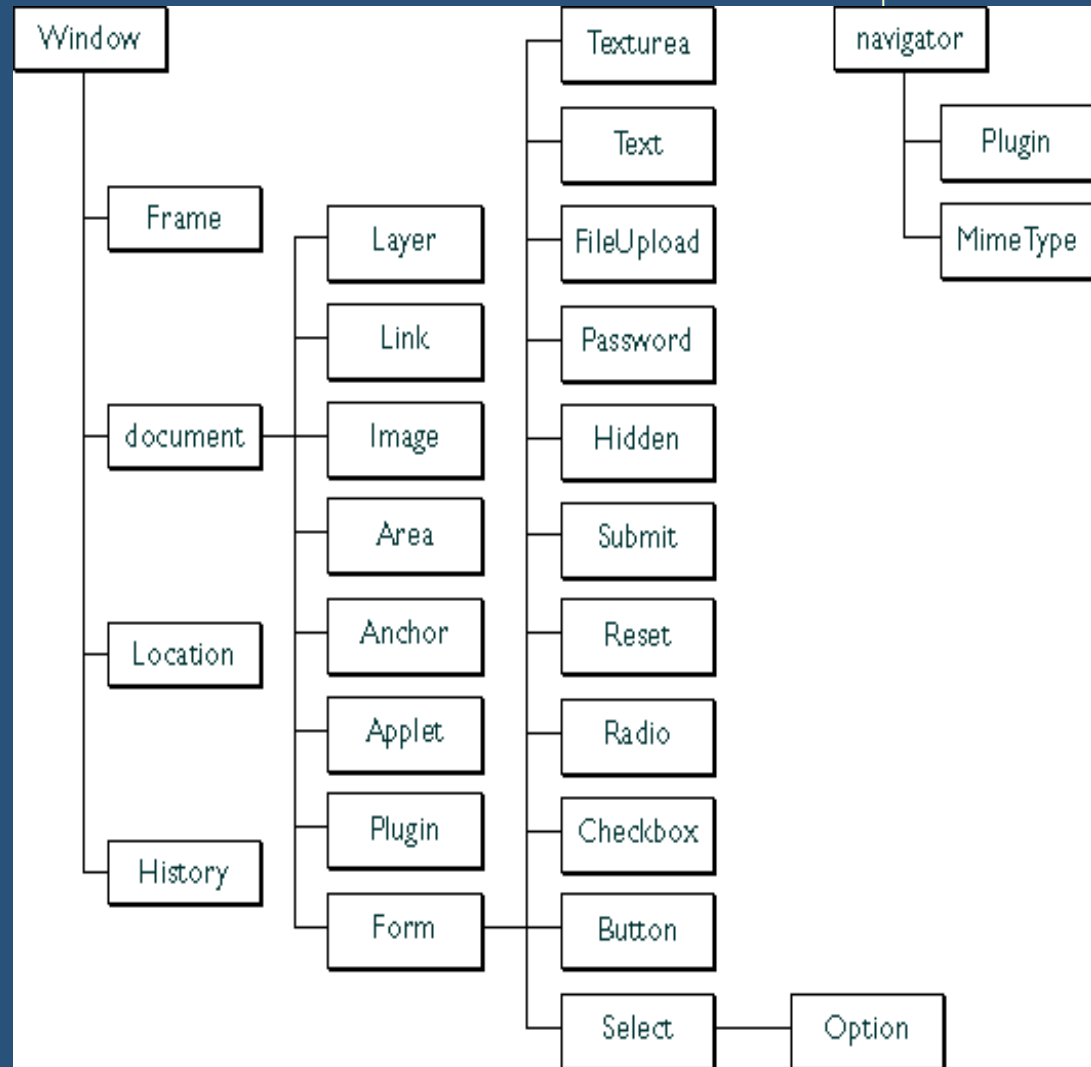 Window
Frame
document
Location
History
Layer
Link
Image
Area
Anchor
Applet
Plugin
Form
Texturea
Text
FileUpload
Password
Hidden
Submit
Reset
Radio
Checkbox
Button
Select
Option
navigator
Plugin
MimeType